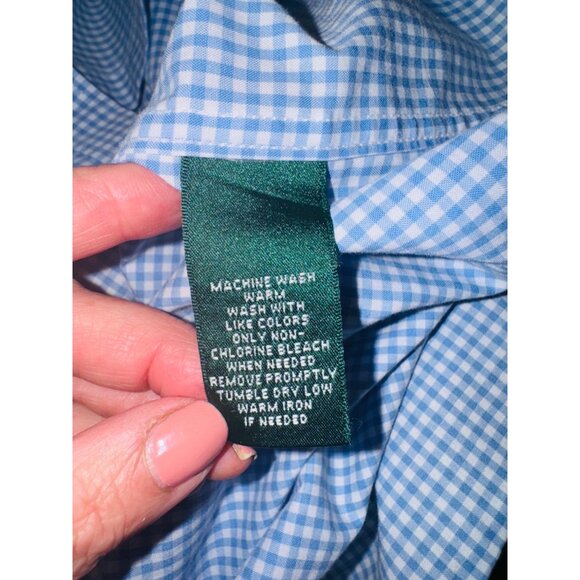 MACHINE WASH
WARM
WASH WITH
LIKE COLORS
ONLY NON-
CHLORINE BLEACH
WHEN NEEDED
REMOVE PROMPTLY
TUMBLE DRY LOW
WARM IRON
IF NEEDED